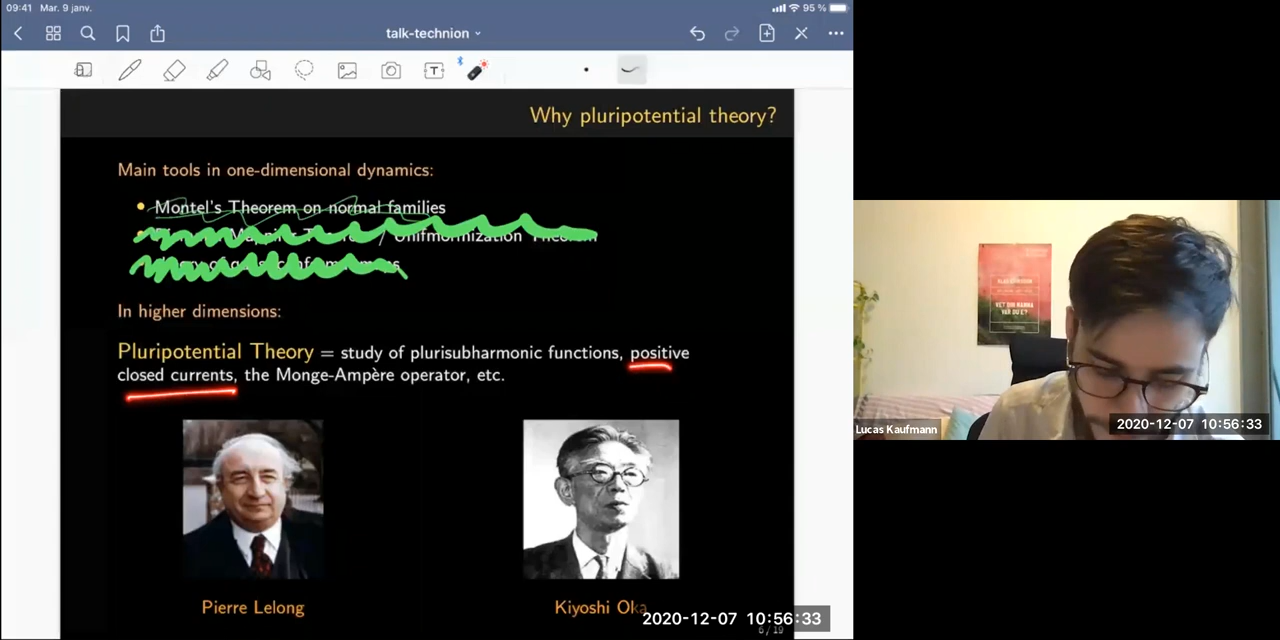 09:41 Mar. 9 janv.
95 %
talk-technion
T
Why pluripotential theory?
Main tools in one-dimensional dynamics:
Montel's Theorem on normal families
/ Unifmormization Theorem
In higher dimensions:
Pluripotential Theory = study of plurisubharmonic functions, positive
closed currents, the Monge-Ampère operator, etc.
Pierre Lelong
Kiyoshi Oka
2020-12-07 10:56:33
6 / 19
Lucas Kaufmann
2020-12-07 10:56:33